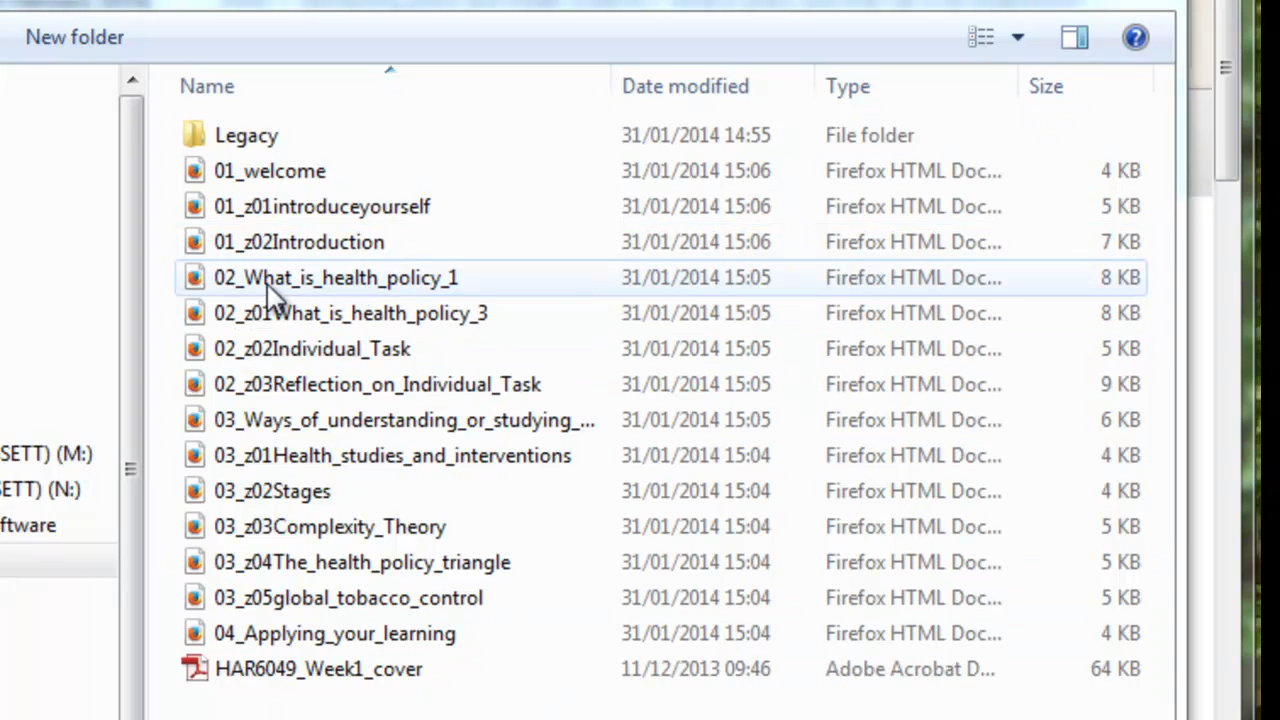 New folder
Name Date modified Type Size
Legacy 31/01/2014 14:55 File folder
01_welcome 31/01/2014 15:06 Firefox HTML Doc... 4 KB
01_z01introduceyourself 31/01/2014 15:06 Firefox HTML Doc... 5 KB
01_z02Introduction 31/01/2014 15:06 Firefox HTML Doc... 7 KB
02_What_is_health_policy_1 31/01/2014 15:05 Firefox HTML Doc... 8 KB
02_z01What_is_health_policy_3 31/01/2014 15:05 Firefox HTML Doc... 8 KB
02_z02Individual_Task 31/01/2014 15:05 Firefox HTML Doc... 5 KB
02_z03Reflection_on_Individual_Task 31/01/2014 15:05 Firefox HTML Doc... 9 KB
03_Ways_of_understanding_or_studying_... 31/01/2014 15:05 Firefox HTML Doc... 6 KB
SETT) (M:) 03_z01Health_studies_and_interventions 31/01/2014 15:05 Firefox HTML Doc... 4 KB
ETT) (N:) 03_z02Stages 31/01/2014 15:04 Firefox HTML Doc... 4 KB
ftware 03_z03Complexity_Theory 31/01/2014 15:04 Firefox HTML Doc... 5 KB
03_z04The_health_policy_triangle 31/01/2014 15:04 Firefox HTML Doc... 5 KB
03_z05global_tobacco_control 31/01/2014 15:04 Firefox HTML Doc... 5 KB
04_Applying_your_learning 31/01/2014 15:04 Firefox HTML Doc... 4 KB
HAR6049_Week1_cover 11/12/2013 09:46 Adobe Acrobat D... 64 KB